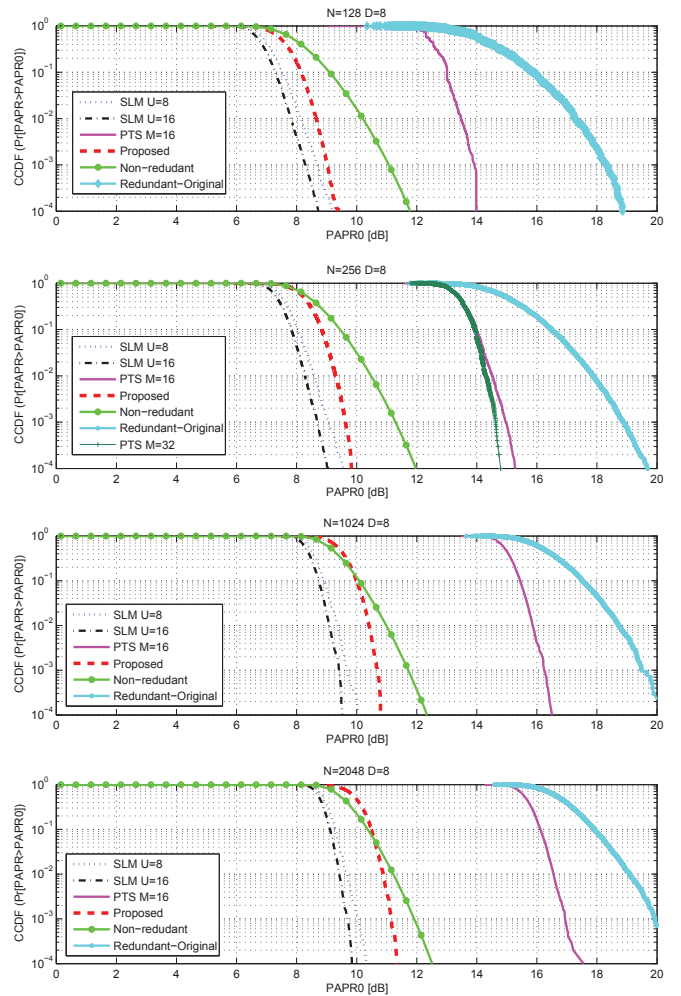 N=128 D=8
CCDF (Pr[PAPR>PAPR0])
10^0
10^-1
10^-2
10^-3
10^-4
SLM U=8
SLM U=16
PTS M=16
Proposed
Non-redudant
Redundant-Original
0 2 4 6 8 10 12 14 16 18 20
PAPR0 [dB]
N=256 D=8
CCDF (Pr[PAPR>PAPR0])
10^0
10^-1
10^-2
10^-3
10^-4
SLM U=8
SLM U=16
PTS M=16
Proposed
Non-redudant
Redundant-Original
PTS M=32
0 2 4 6 8 10 12 14 16 18 20
PAPR0 [dB]
N=1024 D=8
CCDF (Pr[PAPR>PAPR0])
10^0
10^-1
10^-2
10^-3
10^-4
SLM U=8
SLM U=16
PTS M=16
Proposed
Non-redudant
Redundant-Original
0 2 4 6 8 10 12 14 16 18 20
PAPR0 [dB]
N=2048 D=8
CCDF (Pr[PAPR>PAPR0])
10^0
10^-1
10^-2
10^-3
10^-4
SLM U=8
SLM U=16
PTS M=16
Proposed
Non-redudant
Redundant-Original
0 2 4 6 8 10 12 14 16 18 20
PAPR0 [dB]